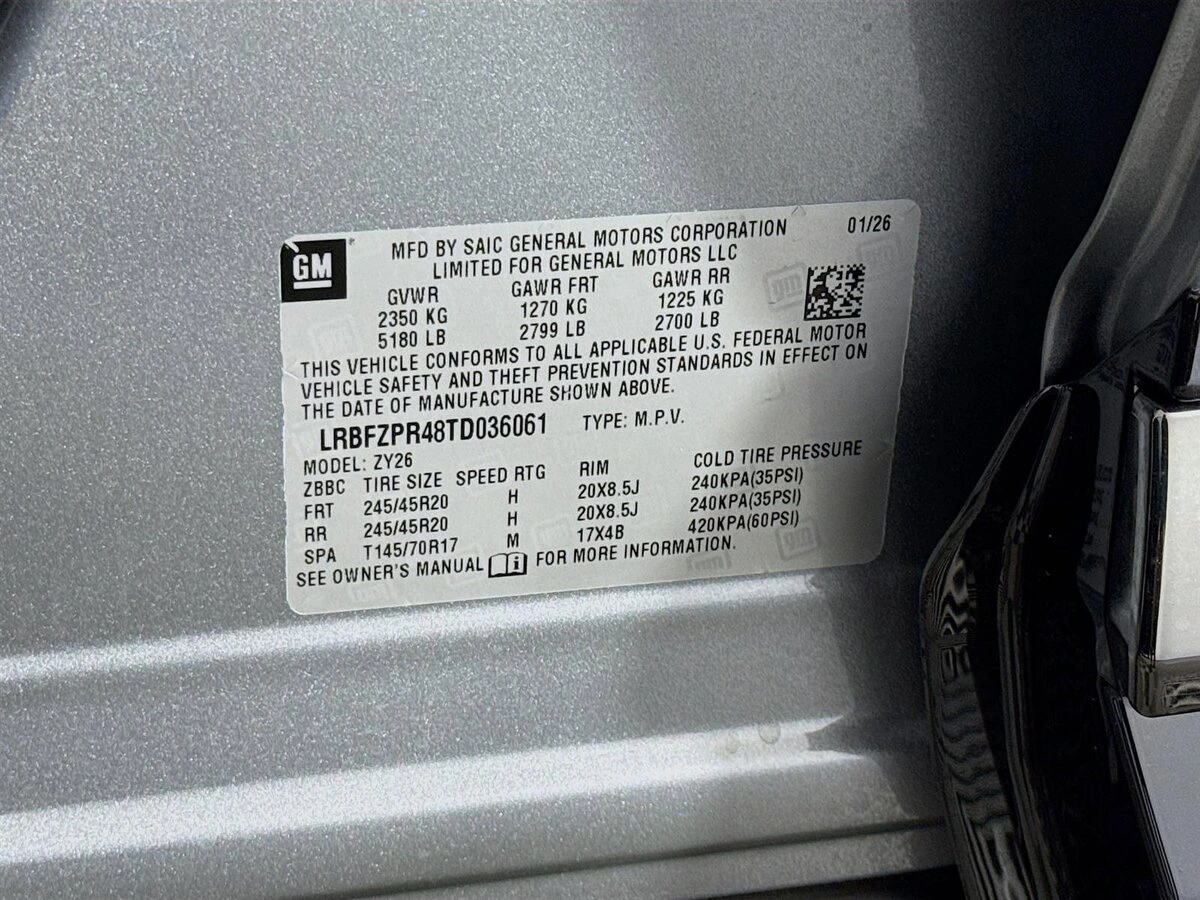 GM
MFD BY SAIC GENERAL MOTORS CORPORATION 01/26
LIMITED FOR GENERAL MOTORS LLC
GVWR GAWR FRT GAWR RR
2350 KG 1270 KG 1225 KG
5180 LB 2799 LB 2700 LB
THIS VEHICLE CONFORMS TO ALL APPLICABLE U.S. FEDERAL MOTOR
VEHICLE SAFETY AND THEFT PREVENTION STANDARDS IN EFFECT ON
THE DATE OF MANUFACTURE SHOWN ABOVE.
LRBFZPR48TD036061 TYPE: M.P.V.
MODEL: ZY26
ZBBC TIRE SIZE SPEED RTG RIM COLD TIRE PRESSURE
FRT 245/45R20 H 20X8.5J 240KPA(35PSI)
RR 245/45R20 H 20X8.5J 240KPA(35PSI)
SPA T145/70R17 M 17X4B 420KPA(60PSI)
SEE OWNER'S MANUAL i FOR MORE INFORMATION.